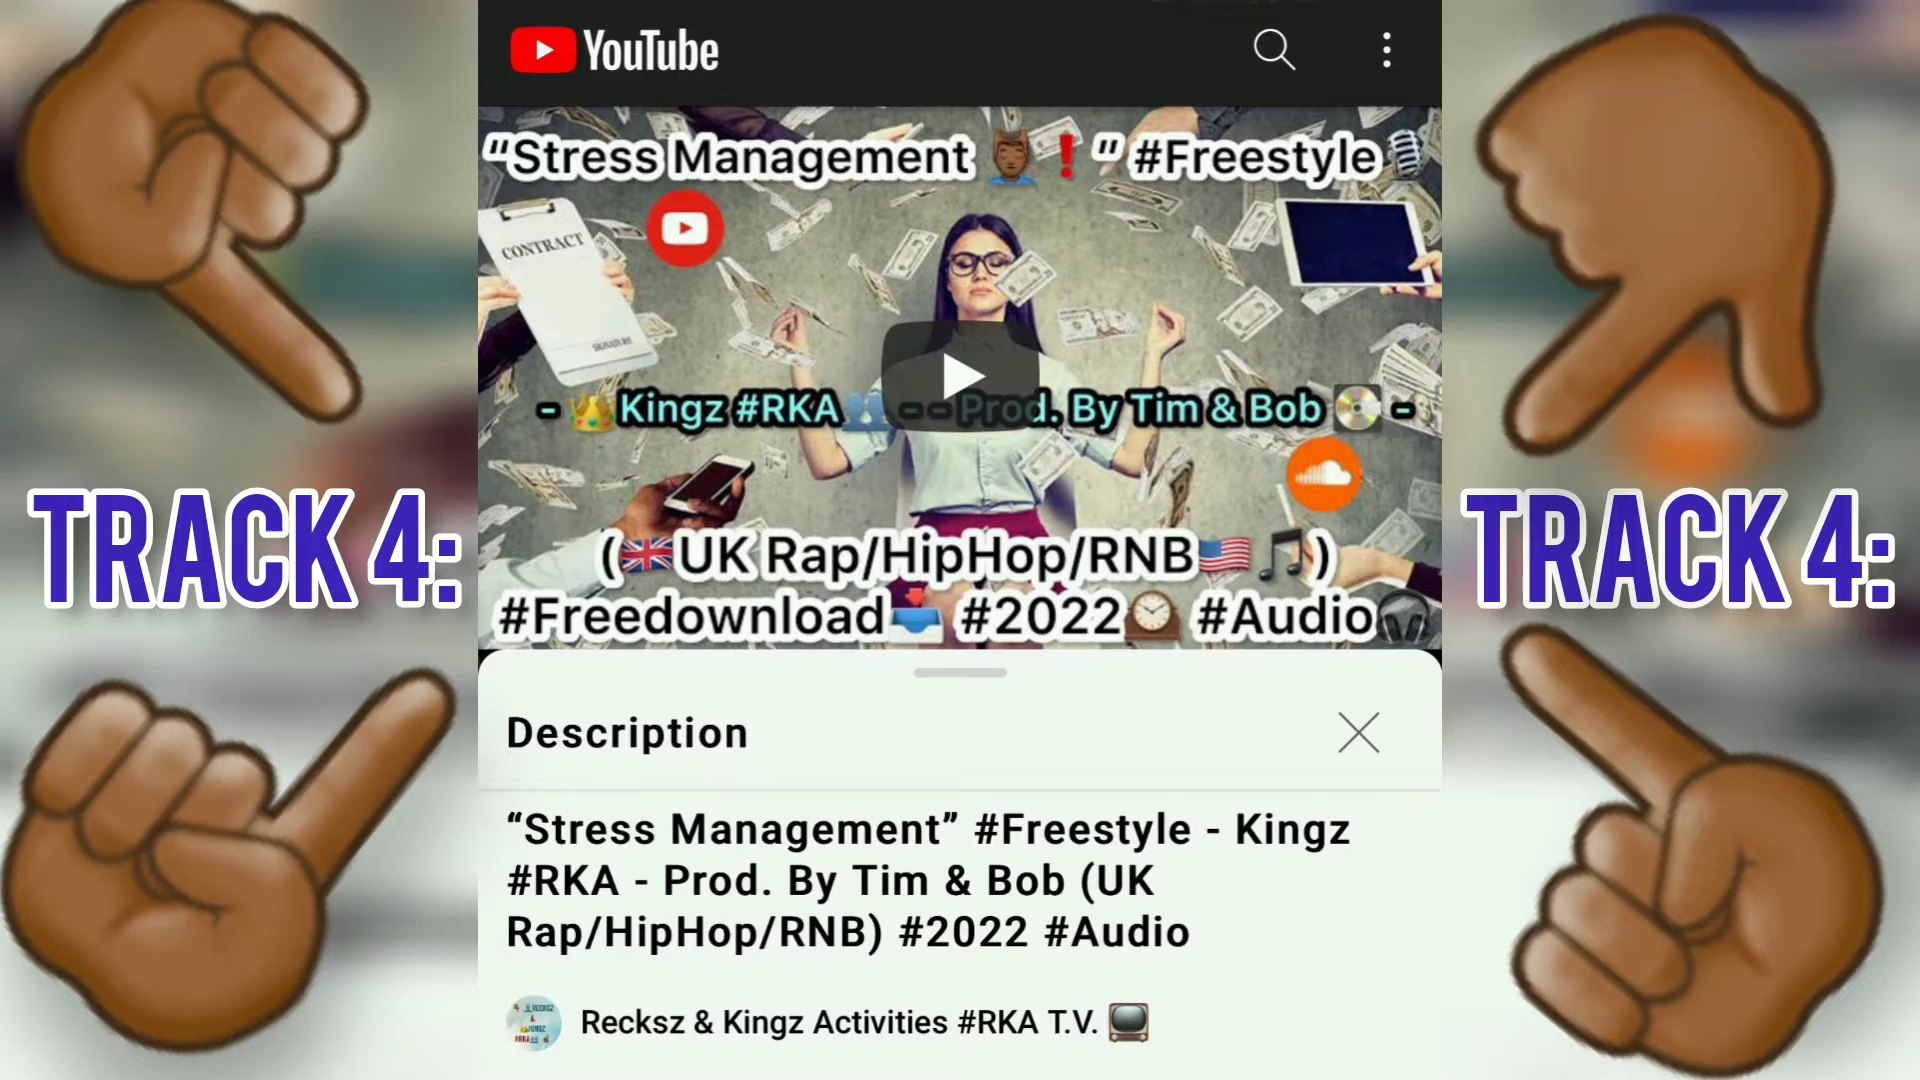 YouTube
“Stress Management 💆🏾‍♂️❗” #Freestyle🎙️
CONTRACT
SIGNATURE
- 👑Kingz #RKA👥 - - Prod. By Tim & Bob 💽 -
(🇬🇧UK Rap/HipHop/RNB🇺🇸🎵)
#Freedownload📥 #2022🕰️ #Audio🎧
TRACK 4:
TRACK 4:
Description
“Stress Management” #Freestyle - Kingz
#RKA - Prod. By Tim & Bob (UK
Rap/HipHop/RNB) #2022 #Audio
Recksz & Kingz Activities #RKA T.V. 📺